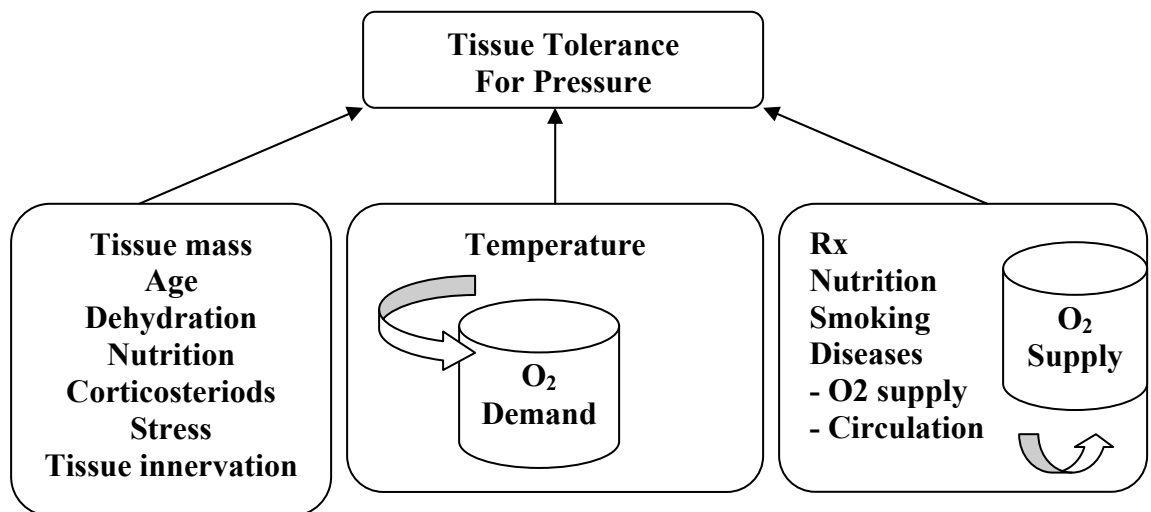 Tissue Tolerance
For Pressure
Tissue mass
Age
Dehydration
Nutrition
Corticosteriods
Stress
Tissue innervation
Temperature
O₂
Demand
Rx
Nutrition
Smoking
Diseases
- O2 supply
- Circulation
O₂
Supply